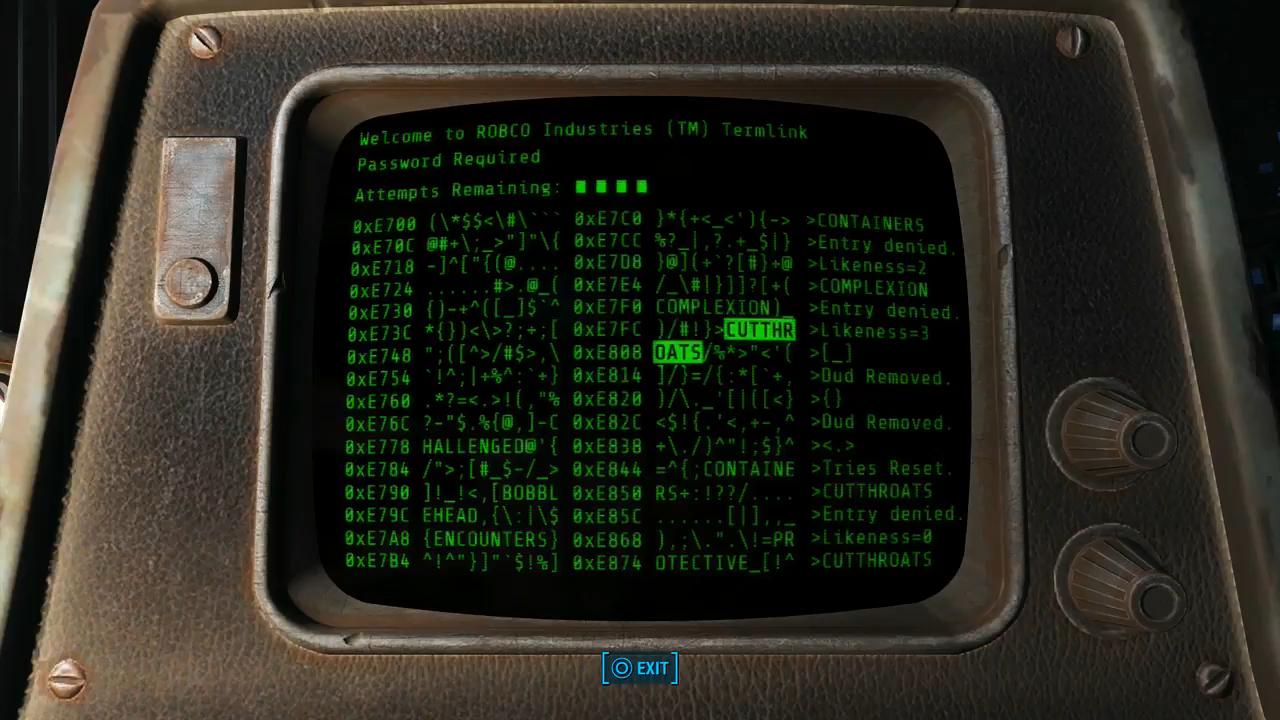 Welcome to ROBCO Industries (TM) Termlink
Password Required
Attempts Remaining: ■ ■ ■ ■
0xE700 (\*$$<\#\``` 0xE7C0 }*{+<_<'){-> >CONTAINERS
0xE70C @#+\;_>"]"\{ 0xE7CC %?_|,?.+_$|} >Entry denied.
0xE718 -]^["{(@.... 0xE7D8 }@](+`?[#}+@ >Likeness=2
0xE724 ......#>.@_( 0xE7E4 /_\#|}]]?[+( >COMPLEXION
0xE730 {)-+^([_]$`^ 0xE7F0 COMPLEXION)_ >Entry denied.
0xE73C *{})<\>?;+;[ 0xE7FC )/#!}>CUTTHR >Likeness=3
0xE748 ";([^>/#$>,\ 0xE808 OATS/%*>"<'( >[_]
0xE754 `!^;|+%^:`+} 0xE814 ]/}=/{:*[`+, >Dud Removed.
0xE760 .*?=<.>!(,"% 0xE820 )/\._'[|([<} >{}
0xE76C ?-"$.%{@,]-C 0xE82C <$!{.'<,+-,^ >Dud Removed.
0xE778 HALLENGED@'{ 0xE838 +\./)^"!;$}^ ><.>
0xE784 /">;[#_$-/_> 0xE844 =^{;CONTAINE >Tries Reset.
0xE790 ]!_!<,[BOBBL 0xE850 RS+:!??/.... >CUTTHROATS
0xE79C EHEAD,{\:|\$ 0xE85C ......[|],,_ >Entry denied.
0xE7A8 {ENCOUNTERS} 0xE868 ),;\.".\!=PR >Likeness=0
0xE7B4 ^!^"}]"`$!%] 0xE874 OTECTIVE_[!^ >CUTTHROATS
EXIT